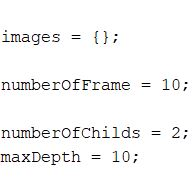 images = {};
numberOfFrame = 10;
numberOfChilds = 2;
maxDepth = 10;